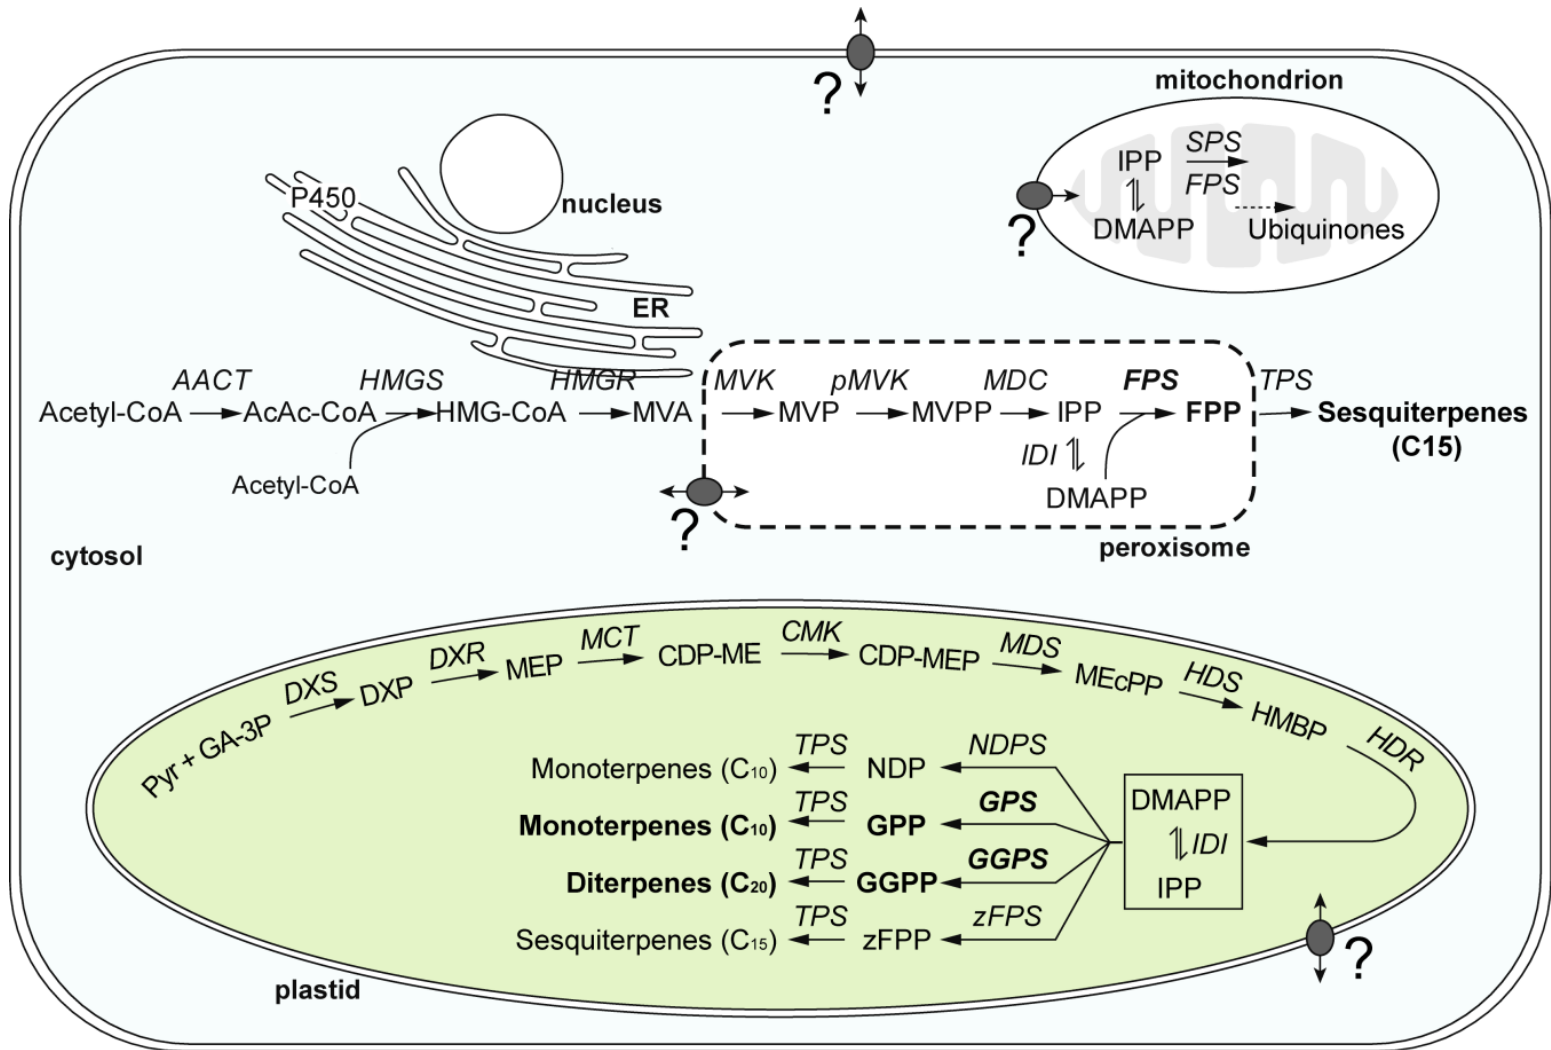 ?
mitochondrion
IPP
SPS
FPS
DMAPP
Ubiquinones
?
P450
nucleus
ER
AACT HMGS HMGR MVK pMVK MDC FPS TPS
Acetyl-CoA AcAc-CoA HMG-CoA MVA MVP MVPP IPP FPP Sesquiterpenes
(C15)
Acetyl-CoA
IDI
DMAPP
?
peroxisome
cytosol
DXS DXR MCT CMK MDS HDS HDR
Pyr + GA-3P DXP MEP CDP-ME CDP-MEP MEcPP HMBP
TPS NDPS
Monoterpenes (C10) NDP
TPS GPS
Monoterpenes (C10) GPP
TPS GGPS
Diterpenes (C20) GGPP
TPS zFPS
Sesquiterpenes (C15) zFPP
DMAPP
IDI
IPP
?
plastid